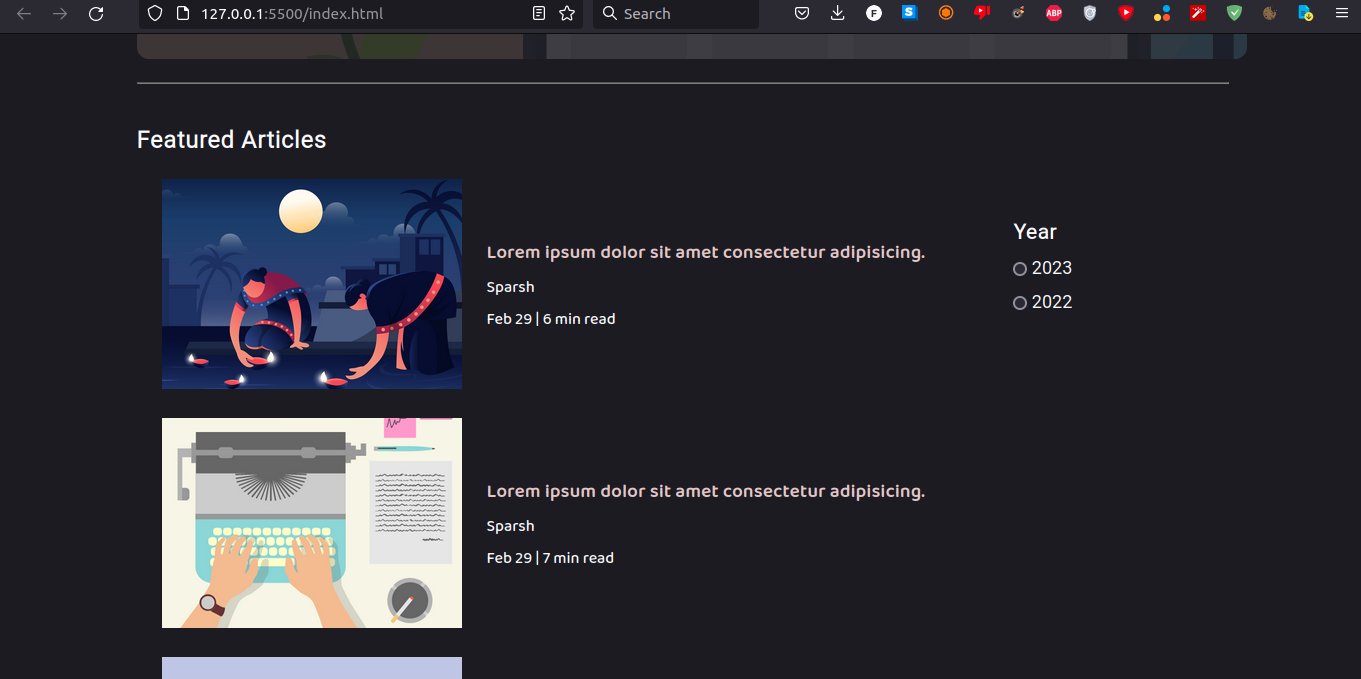 127.0.0.1:5500/index.html
Search
F
S
ABP
Featured Articles
Lorem ipsum dolor sit amet consectetur adipisicing.
Sparsh
Feb 29 | 6 min read
Year
2023
2022
Lorem ipsum dolor sit amet consectetur adipisicing.
Sparsh
Feb 29 | 7 min read